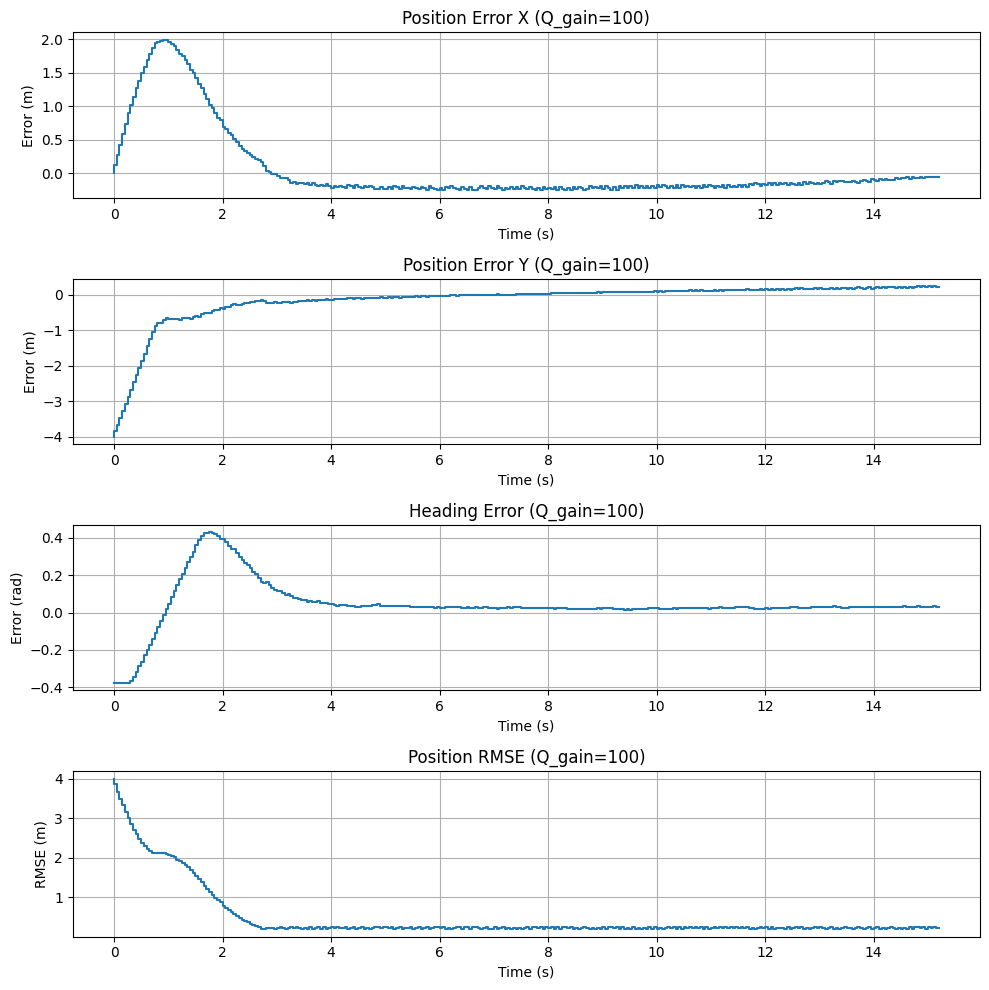 Position Error X (Q_gain=100)
2.0
1.5
1.0
0.5
0.0
Error (m)
0 2 4 6 8 10 12 14
Time (s)
Position Error Y (Q_gain=100)
0
−1
−2
−3
−4
Error (m)
0 2 4 6 8 10 12 14
Time (s)
Heading Error (Q_gain=100)
0.4
0.2
0.0
−0.2
−0.4
Error (rad)
0 2 4 6 8 10 12 14
Time (s)
Position RMSE (Q_gain=100)
4
3
2
1
RMSE (m)
0 2 4 6 8 10 12 14
Time (s)